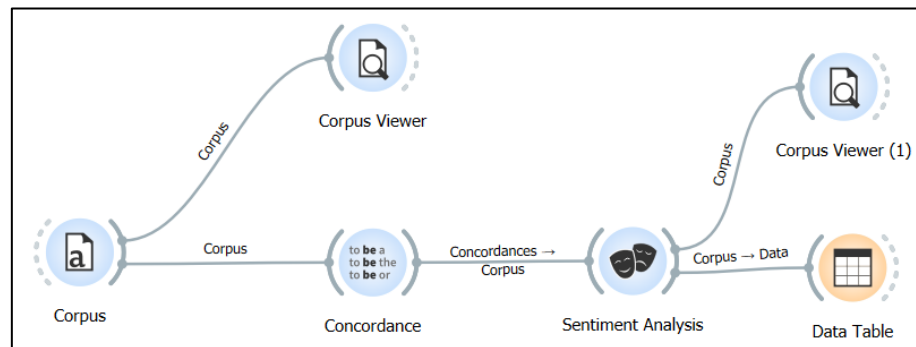 Corpus Viewer
Corpus Viewer (1)
Corpus
Corpus
Corpus
to be a
to be the
to be or
Concordances →
Corpus
Corpus → Data
a
Corpus
Concordance
Sentiment Analysis
Data Table